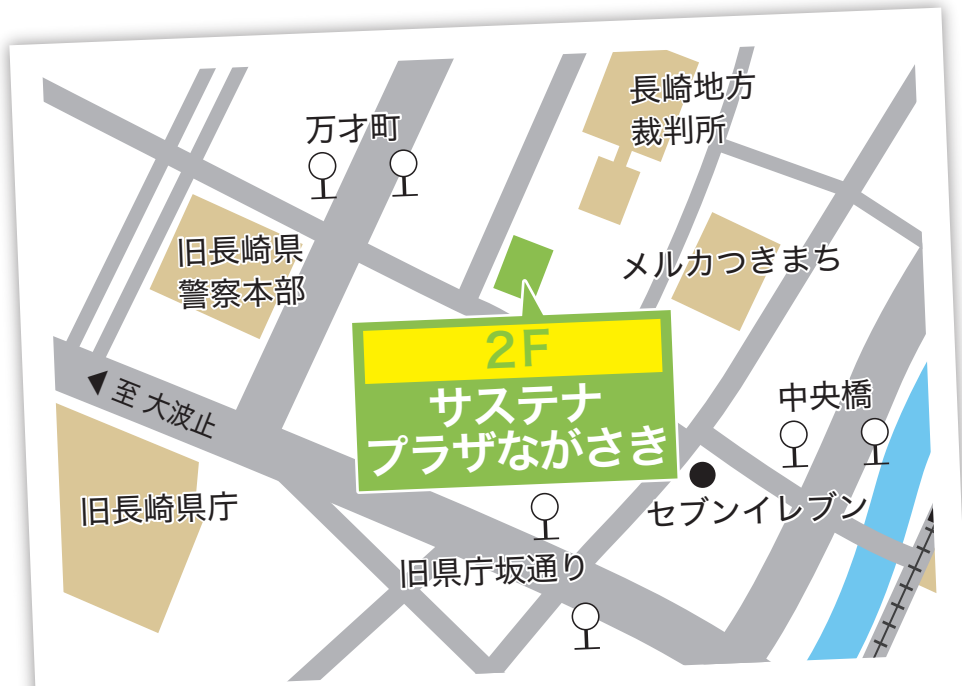 長崎地方
裁判所
万才町
旧長崎県
警察本部
メルカつきまち
2F
サステナ
プラザながさき
◀ 至 大波止
中央橋
旧長崎県庁
セブンイレブン
旧県庁坂通り